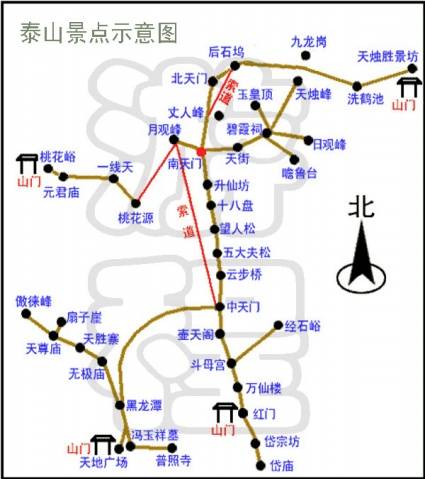 泰山景点示意图
后石坞
九龙岗
天烛胜景坊
北天门
索道
玉皇顶
天烛峰
洗鹤池
山门
丈人峰
月观峰
碧霞祠
日观峰
南天门
天街
瞻鲁台
桃花峪
山门
一线天
元君庙
桃花源
索道
升仙坊
十八盘
望人松
五大夫松
云步桥
中天门
北
傲徕峰
扇子崖
天尊庙
天胜寨
无极庙
壶天阁
经石峪
斗母宫
万仙楼
黑龙潭
红门
山门
山门
冯玉祥墓
岱宗坊
天地广场
普照寺
岱庙